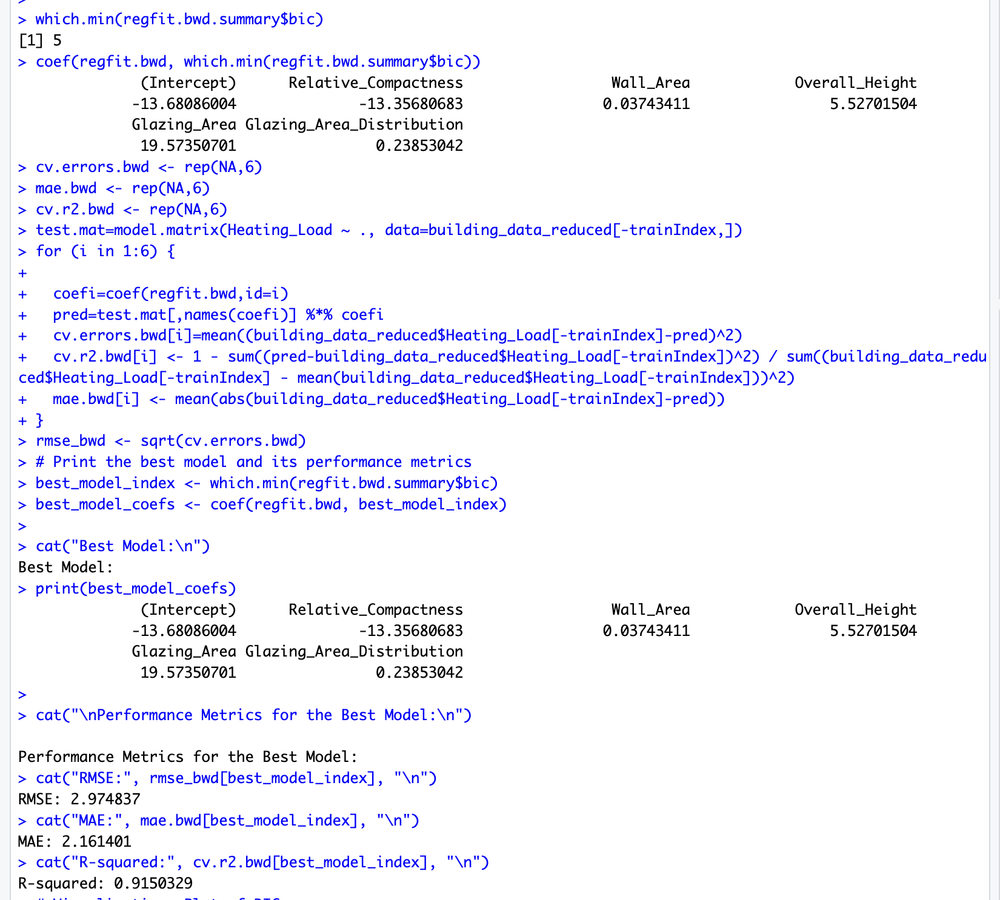 >
> which.min(regfit.bwd.summary$bic)
[1] 5
> coef(regfit.bwd, which.min(regfit.bwd.summary$bic))
              (Intercept)      Relative_Compactness                 Wall_Area            Overall_Height
             -13.68086004              -13.35680683                0.03743411                5.52701504
             Glazing_Area Glazing_Area_Distribution
              19.57350701                0.23853042
> cv.errors.bwd <- rep(NA,6)
> mae.bwd <- rep(NA,6)
> cv.r2.bwd <- rep(NA,6)
> test.mat=model.matrix(Heating_Load ~ ., data=building_data_reduced[-trainIndex,])
> for (i in 1:6) {
+
+   coefi=coef(regfit.bwd,id=i)
+   pred=test.mat[,names(coefi)] %*% coefi
+   cv.errors.bwd[i]=mean((building_data_reduced$Heating_Load[-trainIndex]-pred)^2)
+   cv.r2.bwd[i] <- 1 - sum((pred-building_data_reduced$Heating_Load[-trainIndex])^2) / sum((building_data_redu
ced$Heating_Load[-trainIndex] - mean(building_data_reduced$Heating_Load[-trainIndex]))^2)
+   mae.bwd[i] <- mean(abs(building_data_reduced$Heating_Load[-trainIndex]-pred))
+ }
> rmse_bwd <- sqrt(cv.errors.bwd)
> # Print the best model and its performance metrics
> best_model_index <- which.min(regfit.bwd.summary$bic)
> best_model_coefs <- coef(regfit.bwd, best_model_index)
>
> cat("Best Model:\n")
Best Model:
> print(best_model_coefs)
              (Intercept)      Relative_Compactness                 Wall_Area            Overall_Height
             -13.68086004              -13.35680683                0.03743411                5.52701504
             Glazing_Area Glazing_Area_Distribution
              19.57350701                0.23853042
>
> cat("\nPerformance Metrics for the Best Model:\n")

Performance Metrics for the Best Model:
> cat("RMSE:", rmse_bwd[best_model_index], "\n")
RMSE: 2.974837
> cat("MAE:", mae.bwd[best_model_index], "\n")
MAE: 2.161401
> cat("R-squared:", cv.r2.bwd[best_model_index], "\n")
R-squared: 0.9150329